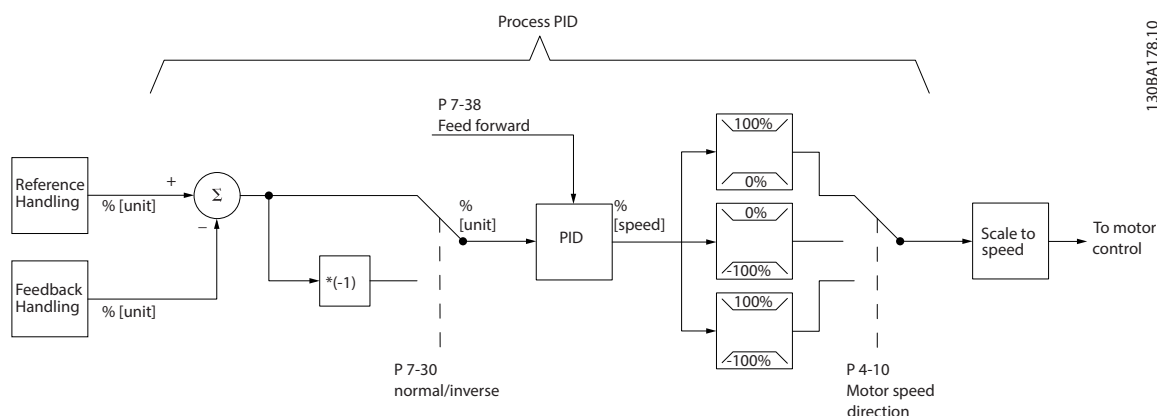 Process PID
130BA178.10
P 7-38
Feed forward
100%
0%
Reference
Handling
% [unit]
+
Σ
−
%
[unit]
PID
%
[speed]
0%
-100%
Scale to
speed
To motor
control
Feedback
Handling
% [unit]
*(-1)
100%
-100%
P 7-30
normal/inverse
P 4-10
Motor speed
direction